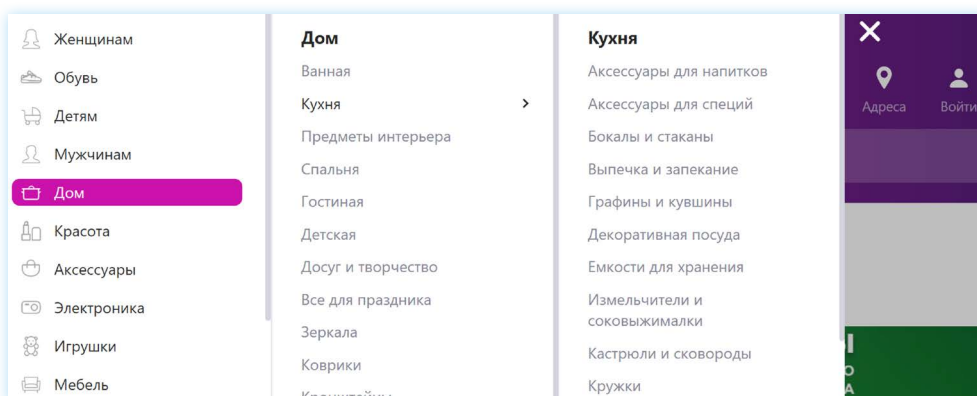 Женщинам
Обувь
Детям
Мужчинам
Дом
Красота
Аксессуары
Электроника
Игрушки
Мебель
Дом
Ванная
Кухня
Предметы интерьера
Спальня
Гостиная
Детская
Досуг и творчество
Все для праздника
Зеркала
Коврики
Кухня
Аксессуары для напитков
Аксессуары для специй
Бокалы и стаканы
Выпечка и запекание
Графины и кувшины
Декоративная посуда
Емкости для хранения
Измельчители и
соковыжималки
Кастрюли и сковороды
Кружки
Адреса
Войти